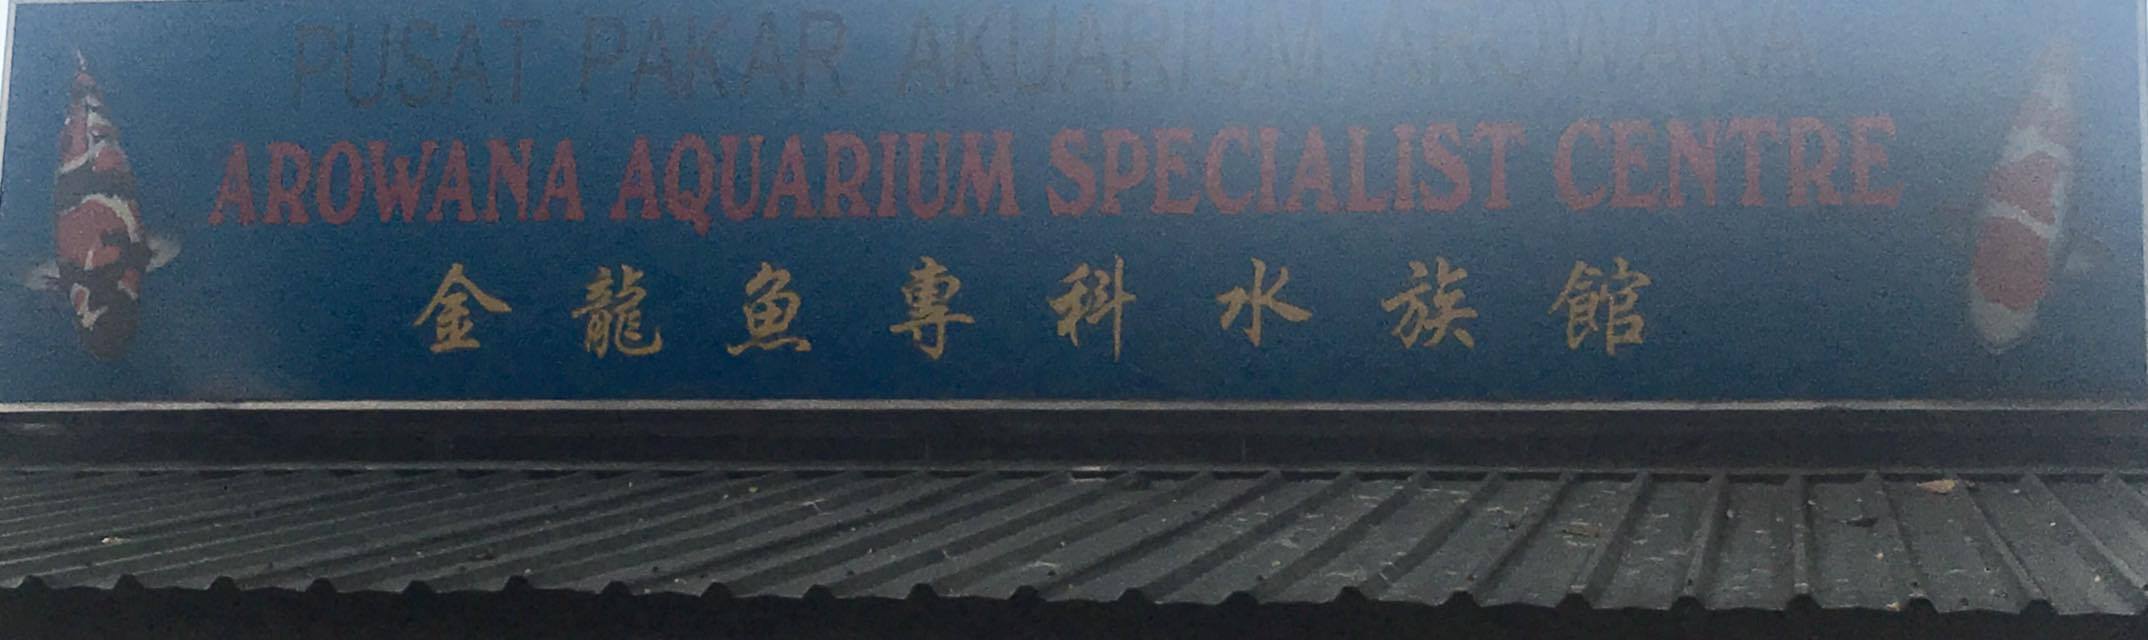 PUSAT PAKAR AKUARIUM AROWANA
AROWANA AQUARIUM SPECIALIST CENTRE
金龍魚專科水族館